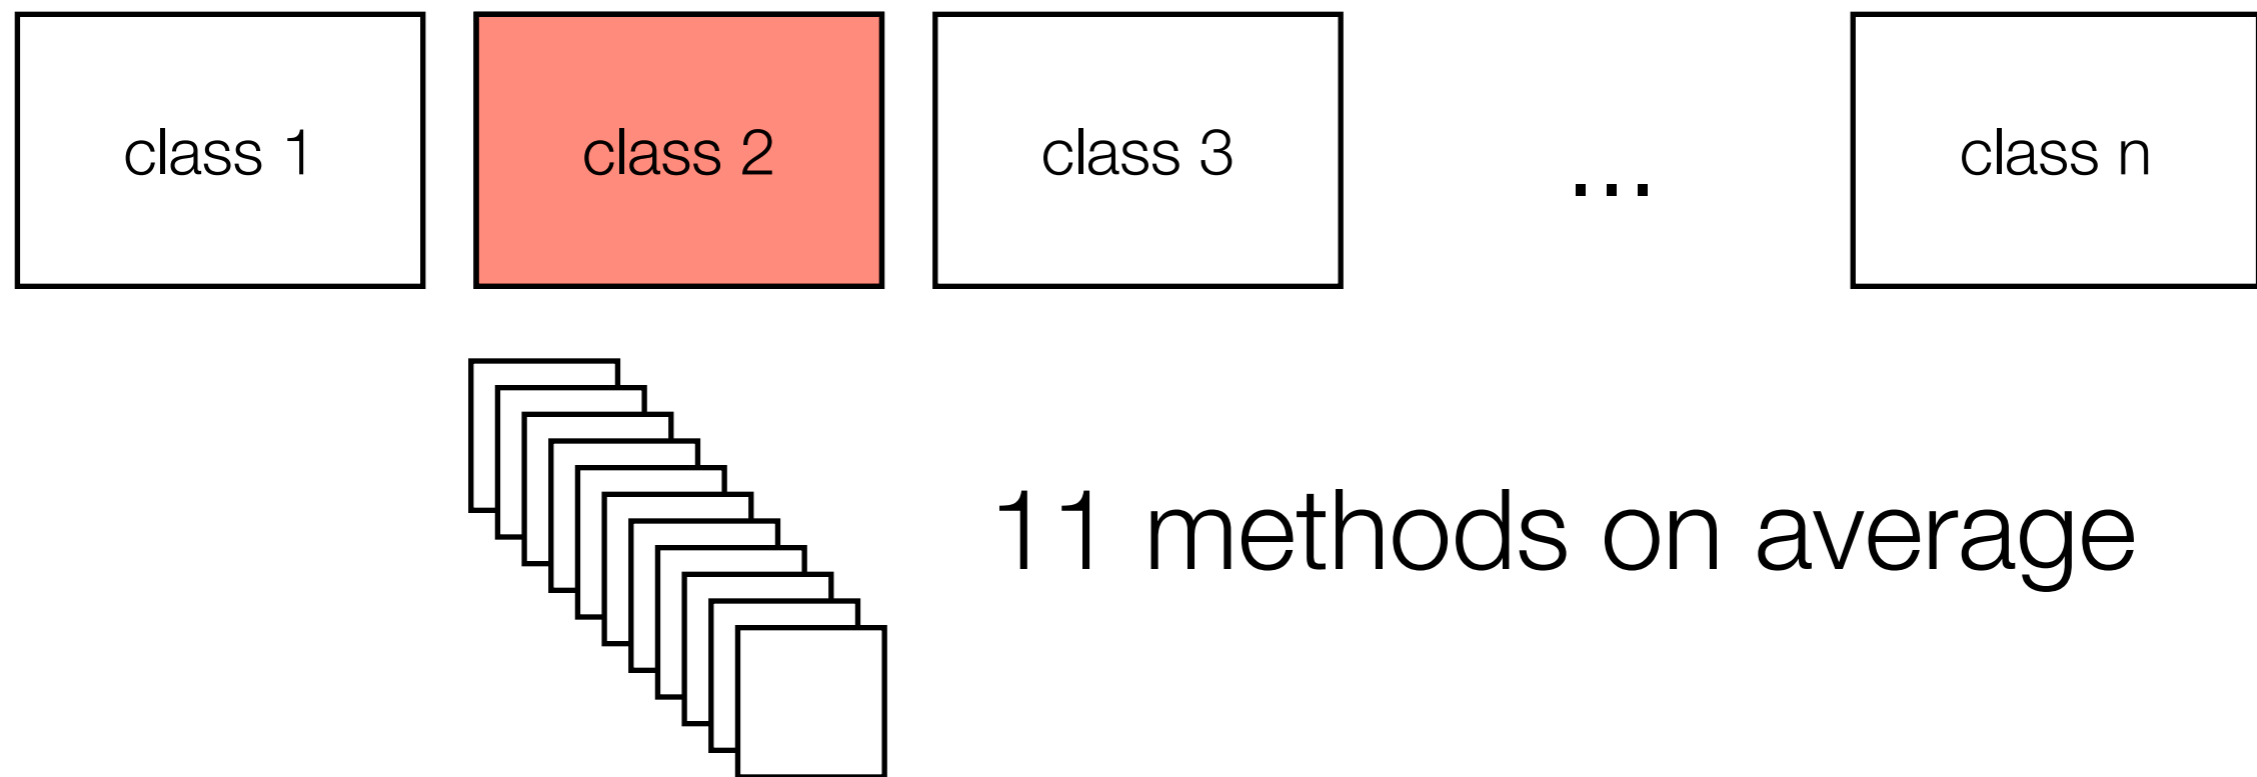 class 1
class 2
class 3
...
class n
11 methods on average